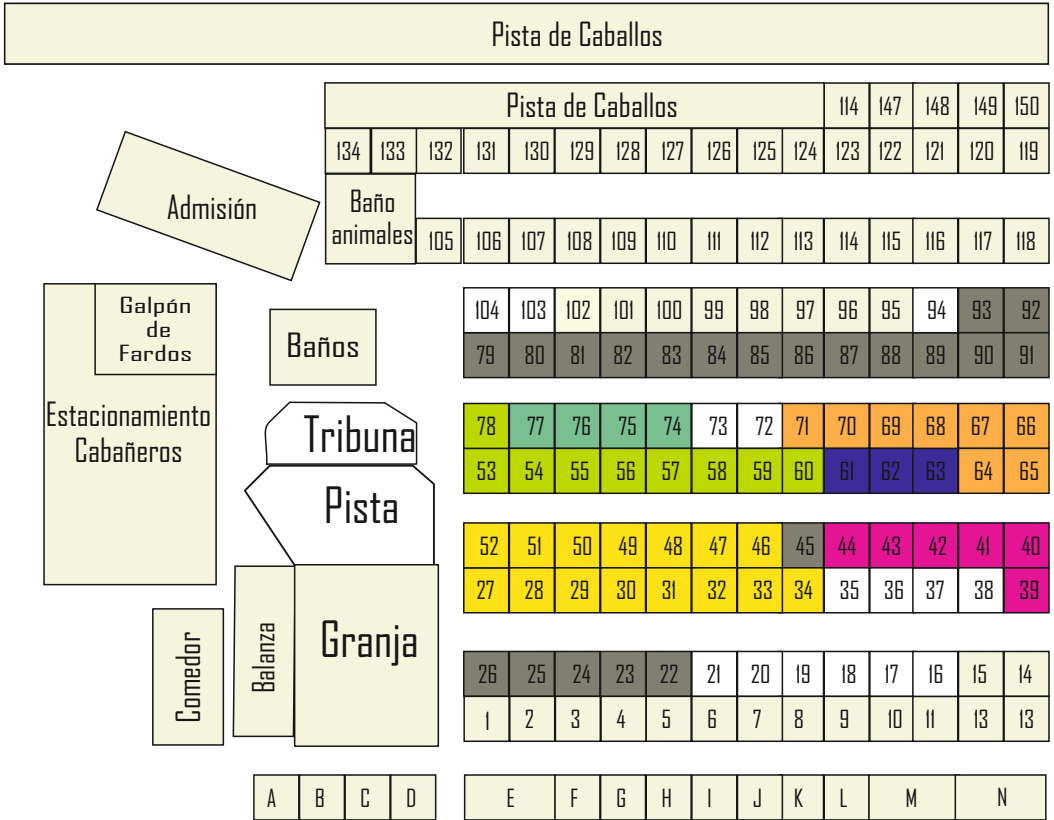 Pista de Caballos
Pista de Caballos 114 147 148 149 150
134 133 132 131 130 129 128 127 126 125 124 123 122 121 120 119
Admisión
Baño
animales
105 106 107 108 109 110 111 112 113 114 115 116 117 118
Galpón
de
Fardos
Estacionamiento
Cabañeros
Baños
104 103 102 101 100 99 98 97 96 95 94 93 92
79 80 81 82 83 84 85 86 87 88 89 90 91
Tribuna
78 77 76 75 74 73 72 71 70 69 68 67 66
53 54 55 56 57 58 59 60 61 62 63 64 65
Pista
52 51 50 49 48 47 46 45 44 43 42 41 40
27 28 29 30 31 32 33 34 35 36 37 38 39
Comedor
Balanza
Granja
26 25 24 23 22 21 20 19 18 17 16 15 14
1 2 3 4 5 6 7 8 9 10 11 13 13
A B C D E F G H I J K L M N